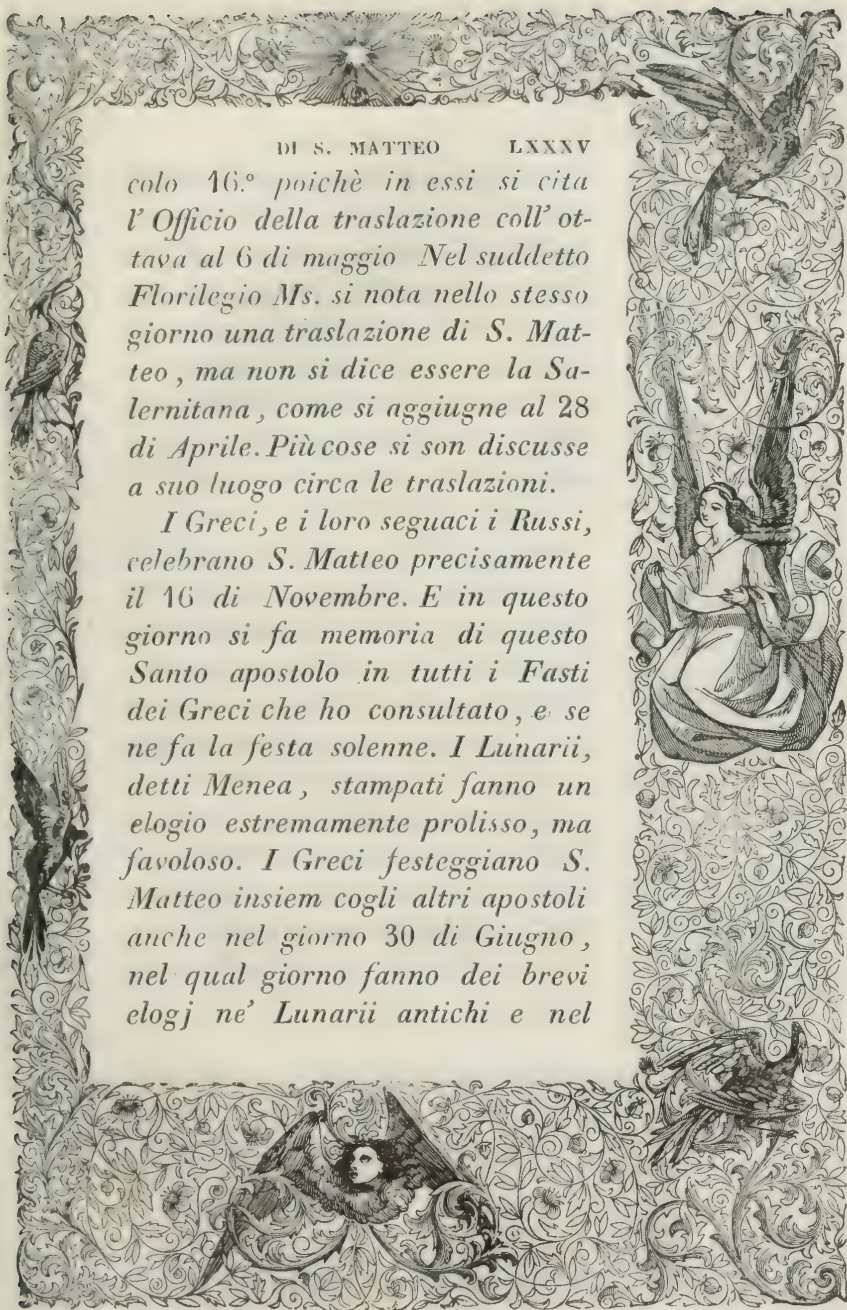 DI S. MATTEO LXXXV
colo 16.° poichè in essi si cita
l' Officio della traslazione coll' ot-
tava al 6 di maggio Nel suddetto
Florilegio Ms. si nota nello stesso
giorno una traslazione di S. Mat-
teo, ma non si dice essere la Sa-
lernitana, come si aggiugne al 28
di Aprile. Più cose si son discusse
a suo luogo circa le traslazioni.
I Greci, e i loro seguaci i Russi,
celebrano S. Matteo precisamente
il 16 di Novembre. E in questo
giorno si fa memoria di questo
Santo apostolo in tutti i Fasti
dei Greci che ho consultato, e se
ne fa la festa solenne. I Lunarii,
detti Menea, stampati fanno un
elogio estremamente prolisso, ma
favoloso. I Greci festeggiano S.
Matteo insiem cogli altri apostoli
anche nel giorno 30 di Giugno,
nel qual giorno fanno dei brevi
elogj ne' Lunarii antichi e nel